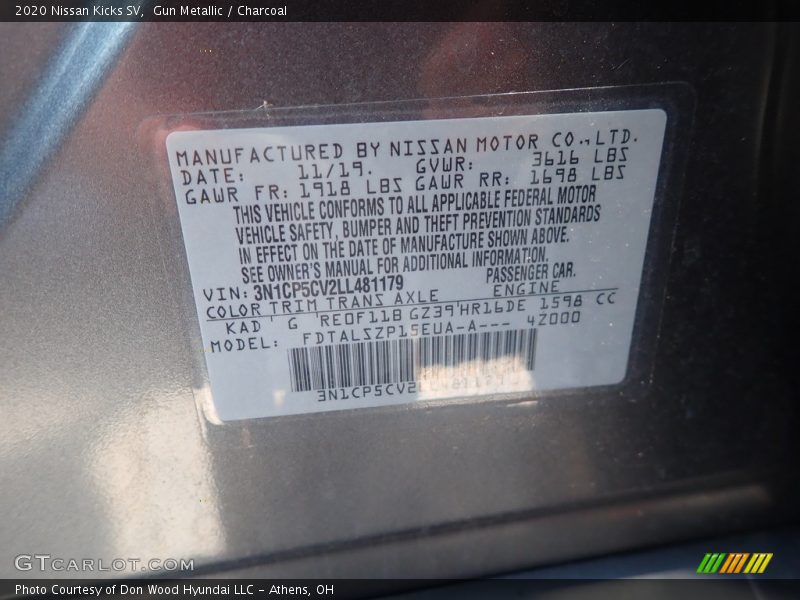 2020 Nissan Kicks SV,  Gun Metallic / Charcoal
MANUFACTURED BY NISSAN MOTOR CO.,LTD.
DATE: 11/19. GVWR: 3616 LBS
GAWR FR: 1918 LBS GAWR RR: 1698 LBS
THIS VEHICLE CONFORMS TO ALL APPLICABLE FEDERAL MOTOR
VEHICLE SAFETY, BUMPER AND THEFT PREVENTION STANDARDS
IN EFFECT ON THE DATE OF MANUFACTURE SHOWN ABOVE.
SEE OWNER'S MANUAL FOR ADDITIONAL INFORMATION.
VIN: 3N1CP5CV2LL481179 PASSENGER CAR.
COLOR TRIM TRANS AXLE ENGINE
KAD G RE0F11B GZ39 HR16DE 1598 CC
MODEL: FDTALSZP15EUA-A--- 42000
3N1CP5CV2LL481179
GTCARLOT.COM
Photo Courtesy of Don Wood Hyundai LLC – Athens, OH